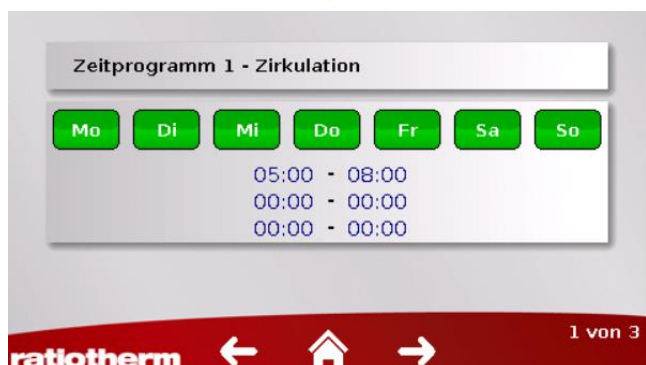 Zeitprogramm 1 - Zirkulation
Mo Di Mi Do Fr Sa So
05:00 - 08:00
00:00 - 00:00
00:00 - 00:00
1 von 3
ratiotherm